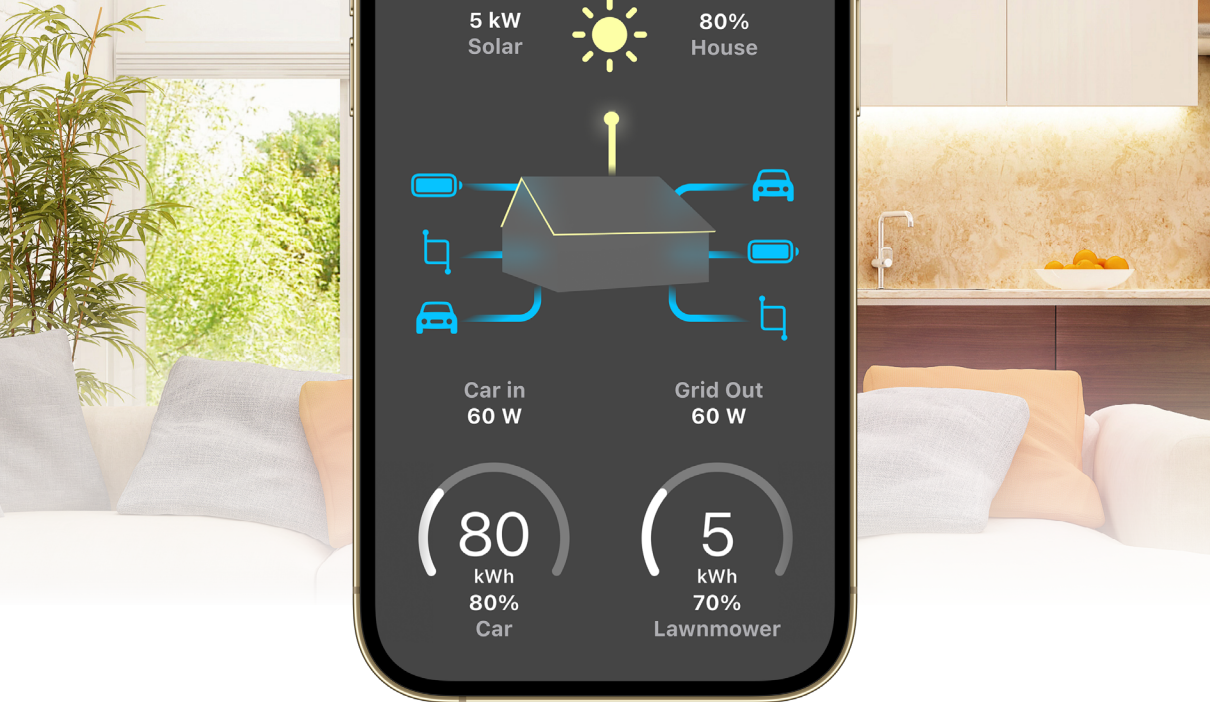 5 kW
Solar
80%
House
Car in
60 W
Grid Out
60 W
80
kWh
80%
Car
5
kWh
70%
Lawnmower